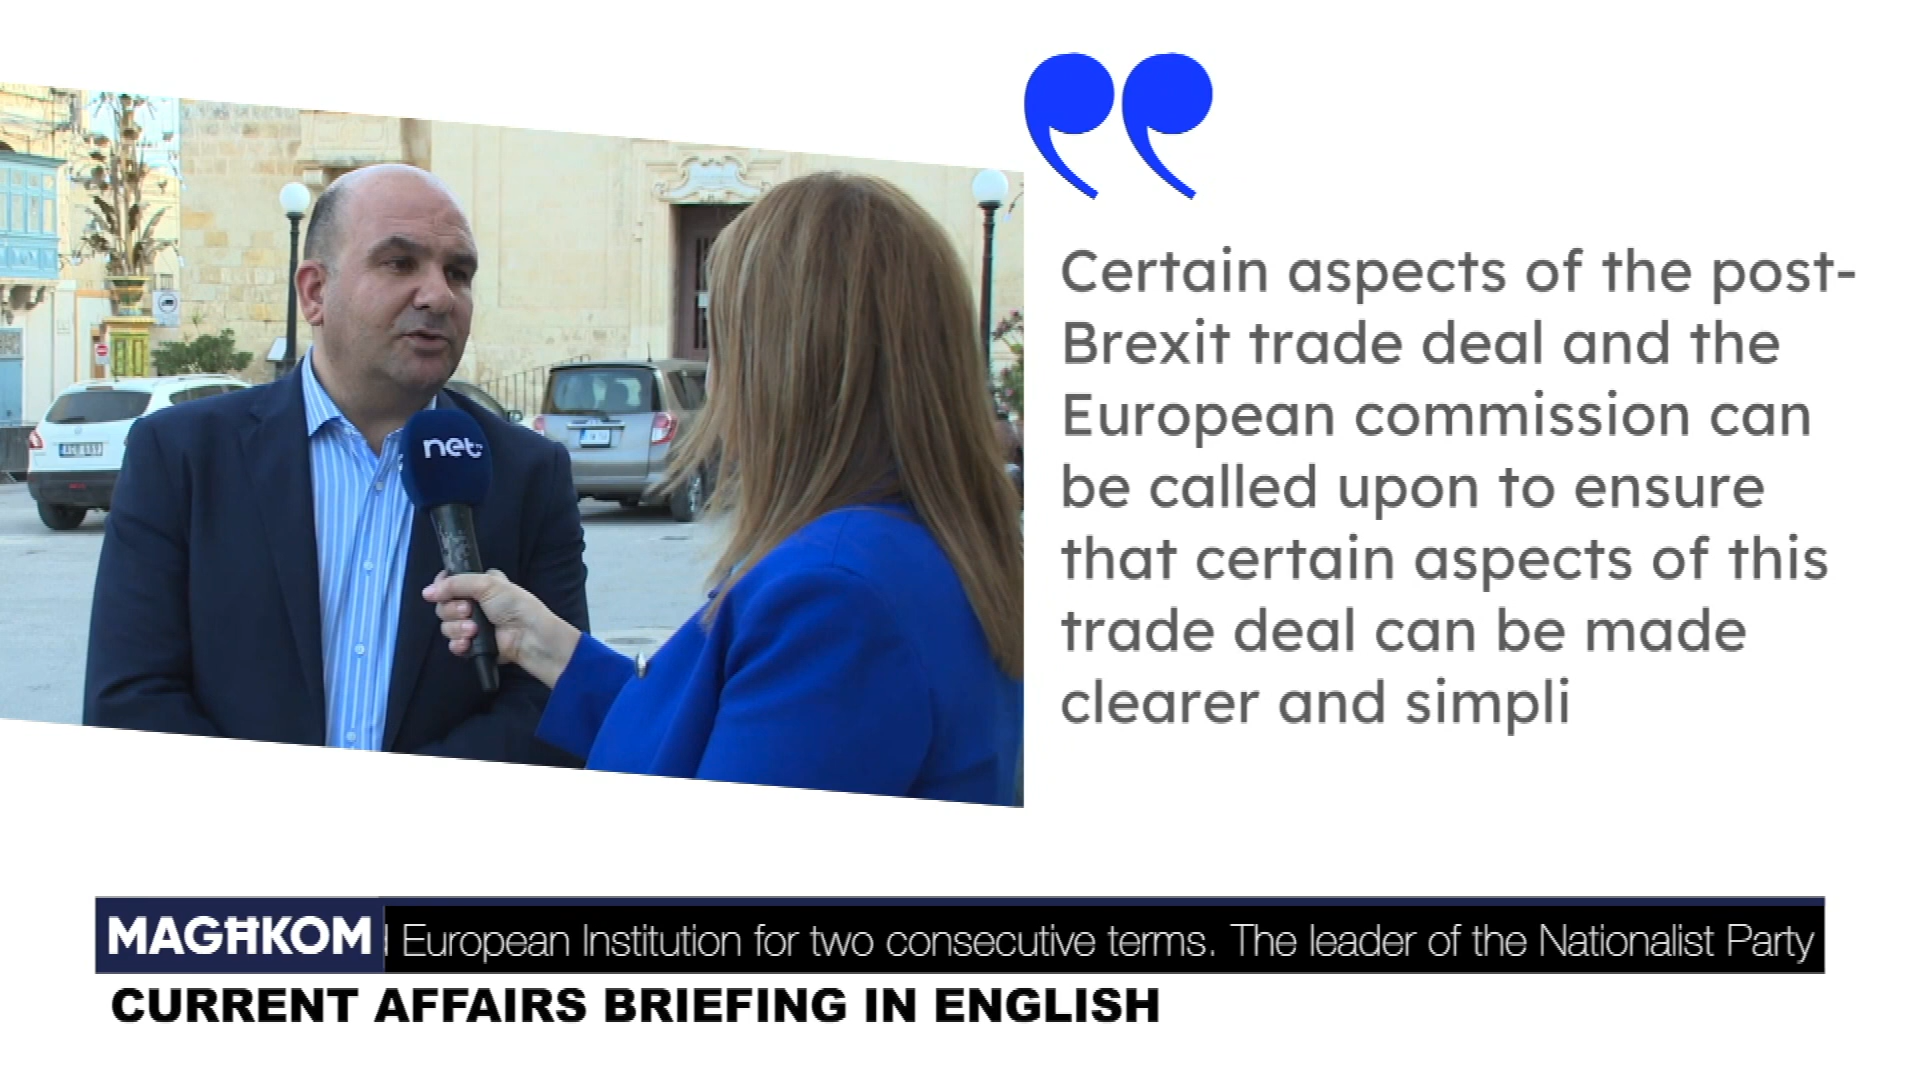 net
Certain aspects of the post-
Brexit trade deal and the
European commission can
be called upon to ensure
that certain aspects of this
trade deal can be made
clearer and simpli
MAGĦKOM
European Institution for two consecutive terms. The leader of the Nationalist Party
CURRENT AFFAIRS BRIEFING IN ENGLISH